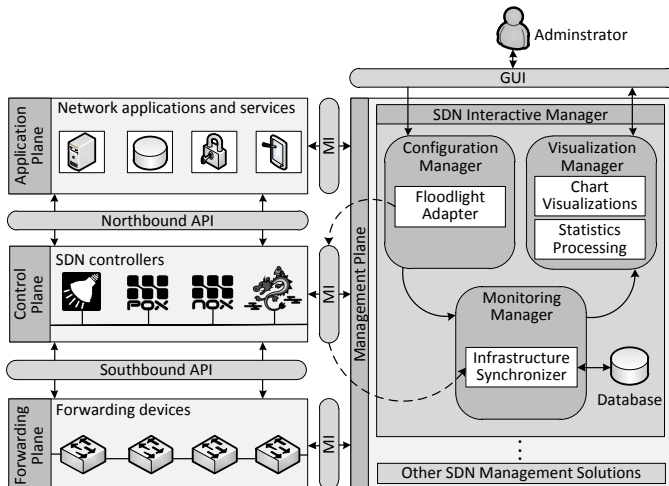 Adminstrator
GUI
Application
Plane
Network applications and services
MI
Northbound API
Control
Plane
SDN controllers
POX
NOX
MI
Southbound API
Forwarding
Plane
Forwarding devices
MI
Management Plane
SDN Interactive Manager
Configuration
Manager
Floodlight
Adapter
Visualization
Manager
Chart
Visualizations
Statistics
Processing
Monitoring
Manager
Infrastructure
Synchronizer
Database
Other SDN Management Solutions